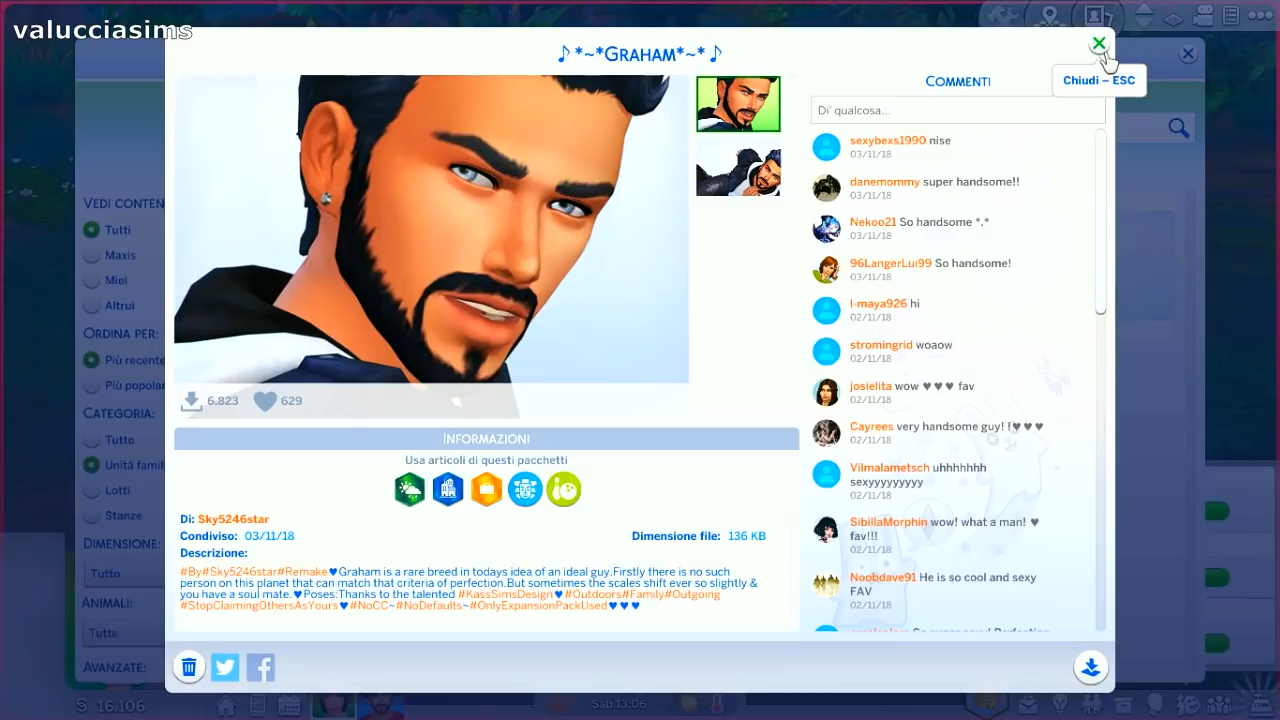 valucciasims
♪*~*GRAHAM*~*♪
Chiudi – ESC
COMMENTI
Di' qualcosa...
sexybexs1990 nise
03/11/18
danemommy super handsome!!
03/11/18
Nekoo21 So handsome *.*
03/11/18
96LangerLui99 So handsome!
03/11/18
l-maya926 hi
02/11/18
stromingrid woaow
02/11/18
josielita wow ♥♥♥ fav
02/11/18
Cayrees very handsome guy! !♥♥♥
02/11/18
Vilmalametsch uhhhhhhh
sexyyyyyyyyy
02/11/18
SibillaMorphin wow! what a man! ♥
fav!!!
02/11/18
Noobdave91 He is so cool and sexy
FAV
02/11/18
6.823
629
INFORMAZIONI
Usa articoli di questi pacchetti
Di: Sky5246star
Condiviso: 03/11/18
Dimensione file: 136 KB
Descrizione:
#By#Sky5246star#Remake♥Graham is a rare breed in todays idea of an ideal guy.Firstly there is no such
person on this planet that can match that criteria of perfection.But sometimes the scales shift ever so slightly &
you have a soul mate.♥Poses:Thanks to the talented #KassSimsDesign♥#Outdoors#Family#Outgoing
#StopClaimingOthersAsYours♥#NoCC~#NoDefaults~#OnlyExpansionPackUsed♥♥♥
VEDI CONTEN
Tutti
Maxis
Miei
Altrui
ORDINA PER:
Più recente
Più popola
CATEGORIA:
Tutto
Unità fami
Lotti
Stanze
DIMENSIONE:
Tutto
ANIMALI:
Tutte
AVANZATE:
§ 16.106
Sab 13:06